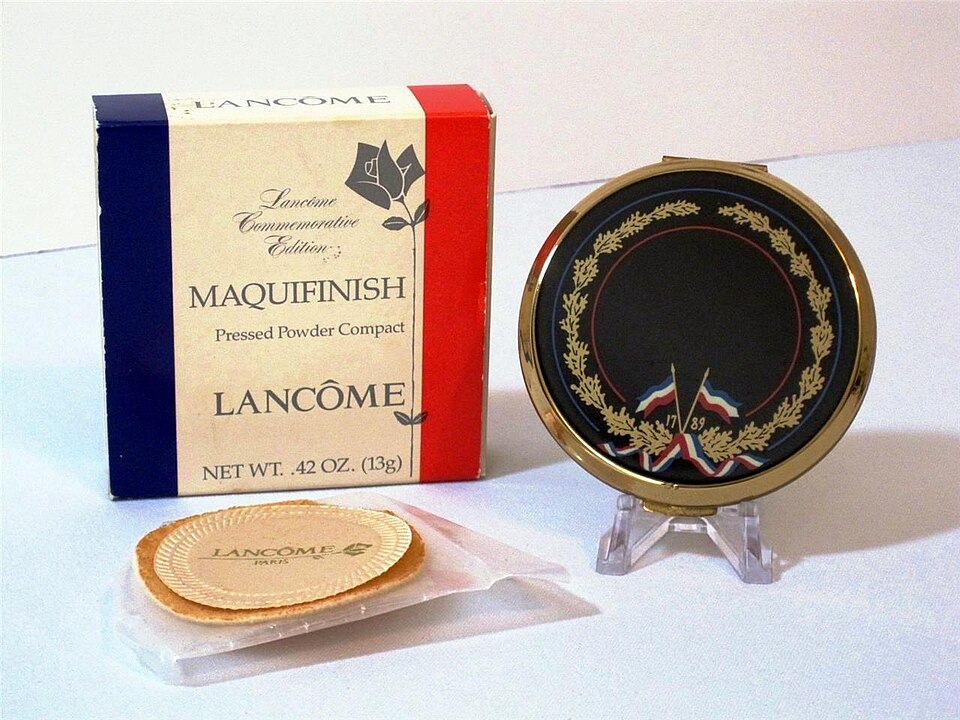 LANCÔME
Lancôme
Commemorative
Edition
MAQUIFINISH
Pressed Powder Compact
LANCÔME
NET WT. .42 OZ. (13g)
17 89
LANCÔME
PARIS